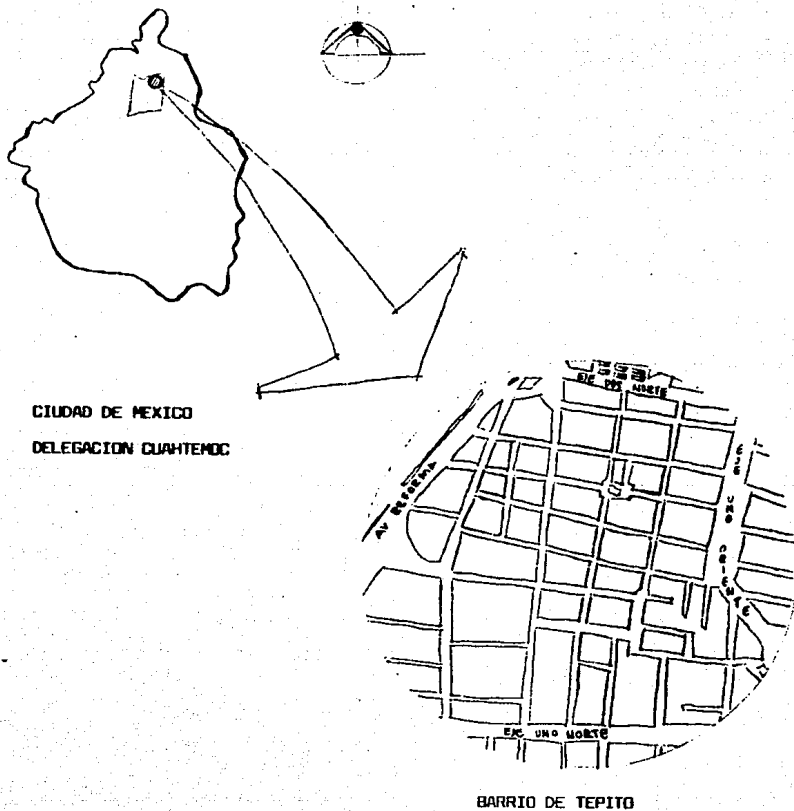 CIUDAD DE MEXICO
DELEGACION CUAHTEMOC
EJE DOS NORTE
AV REFORMA
EJE UNO ORIENTE
EJE UNO NORTE
BARRIO DE TEPITO